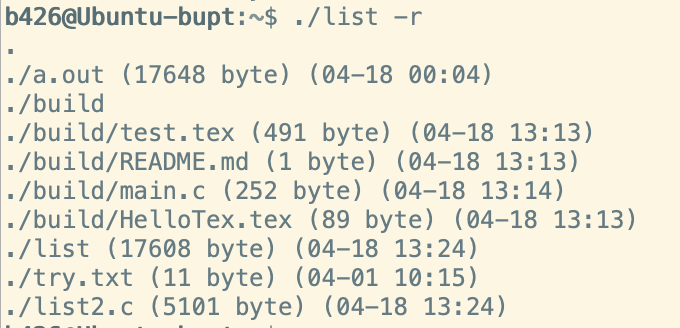 b426@Ubuntu-bupt:~$ ./list -r
.
./a.out (17648 byte) (04-18 00:04)
./build
./build/test.tex (491 byte) (04-18 13:13)
./build/README.md (1 byte) (04-18 13:13)
./build/main.c (252 byte) (04-18 13:14)
./build/HelloTex.tex (89 byte) (04-18 13:13)
./list (17608 byte) (04-18 13:24)
./try.txt (11 byte) (04-01 10:15)
./list2.c (5101 byte) (04-18 13:24)